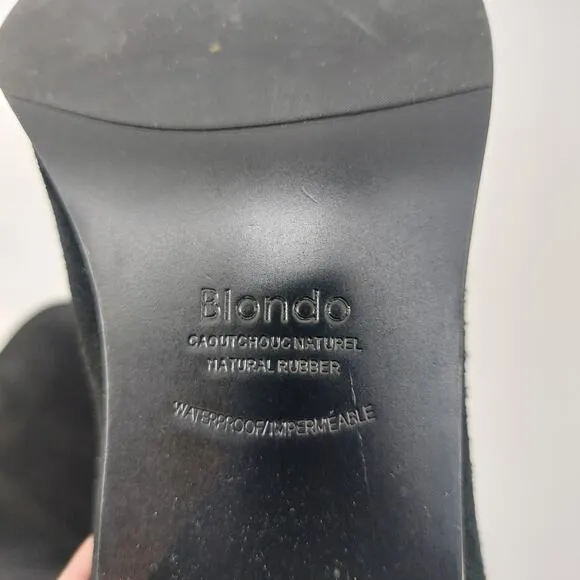 Blondo
CAOUTCHOUC NATUREL
NATURAL RUBBER
WATERPROOF/IMPERMÉABLE